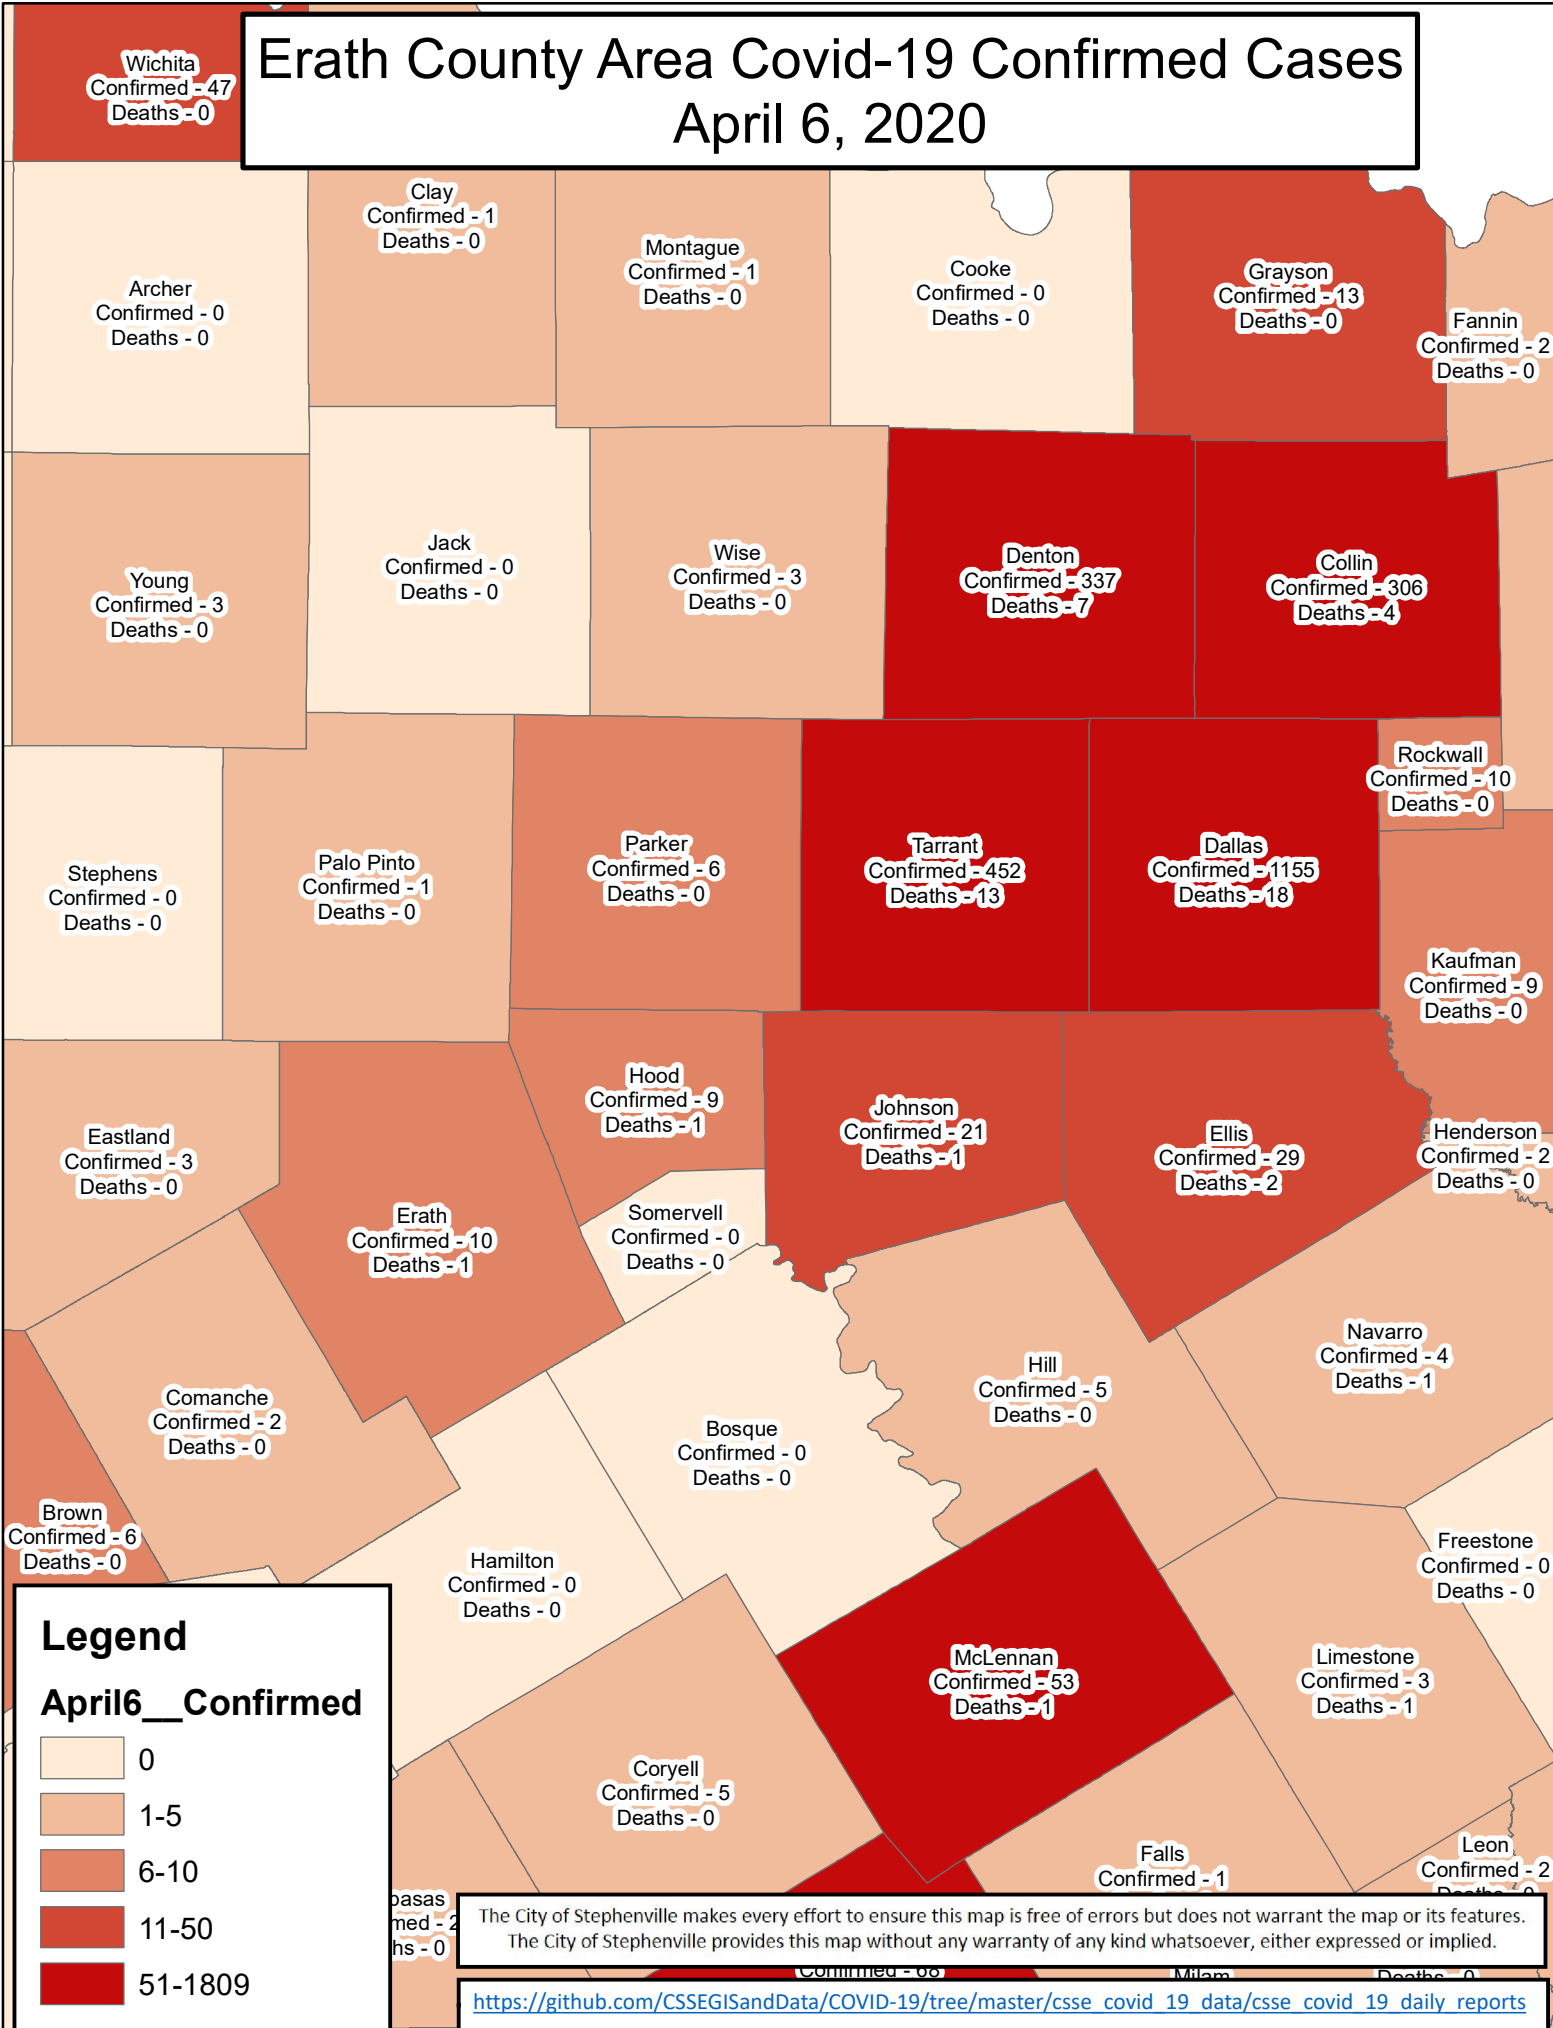 Erath County Area Covid-19 Confirmed Cases
April 6, 2020
Wichita
Confirmed - 47
Deaths - 0
Clay
Confirmed - 1
Deaths - 0
Montague
Confirmed - 1
Deaths - 0
Cooke
Confirmed - 0
Deaths - 0
Grayson
Confirmed - 13
Deaths - 0
Archer
Confirmed - 0
Deaths - 0
Fannin
Confirmed - 2
Deaths - 0
Young
Confirmed - 3
Deaths - 0
Jack
Confirmed - 0
Deaths - 0
Wise
Confirmed - 3
Deaths - 0
Denton
Confirmed - 337
Deaths - 7
Collin
Confirmed - 306
Deaths - 4
Rockwall
Confirmed - 10
Deaths - 0
Stephens
Confirmed - 0
Deaths - 0
Palo Pinto
Confirmed - 1
Deaths - 0
Parker
Confirmed - 6
Deaths - 0
Tarrant
Confirmed - 452
Deaths - 13
Dallas
Confirmed - 1155
Deaths - 18
Kaufman
Confirmed - 9
Deaths - 0
Eastland
Confirmed - 3
Deaths - 0
Hood
Confirmed - 9
Deaths - 1
Johnson
Confirmed - 21
Deaths - 1
Ellis
Confirmed - 29
Deaths - 2
Henderson
Confirmed - 2
Deaths - 0
Erath
Confirmed - 10
Deaths - 1
Somervell
Confirmed - 0
Deaths - 0
Comanche
Confirmed - 2
Deaths - 0
Bosque
Confirmed - 0
Deaths - 0
Hill
Confirmed - 5
Deaths - 0
Navarro
Confirmed - 4
Deaths - 1
Brown
Confirmed - 6
Deaths - 0
Hamilton
Confirmed - 0
Deaths - 0
Freestone
Confirmed - 0
Deaths - 0
McLennan
Confirmed - 53
Deaths - 1
Limestone
Confirmed - 3
Deaths - 1
Coryell
Confirmed - 5
Deaths - 0
Falls
Confirmed - 1
Leon
Confirmed - 2
Deaths - 0
pasas
med - 2
hs - 0
Confirmed - 68
Milam
Deaths - 0
Legend
April6__Confirmed
0
1-5
6-10
11-50
51-1809
The City of Stephenville makes every effort to ensure this map is free of errors but does not warrant the map or its features.
The City of Stephenville provides this map without any warranty of any kind whatsoever, either expressed or implied.
https://github.com/CSSEGISandData/COVID-19/tree/master/csse_covid_19_data/csse_covid_19_daily_reports